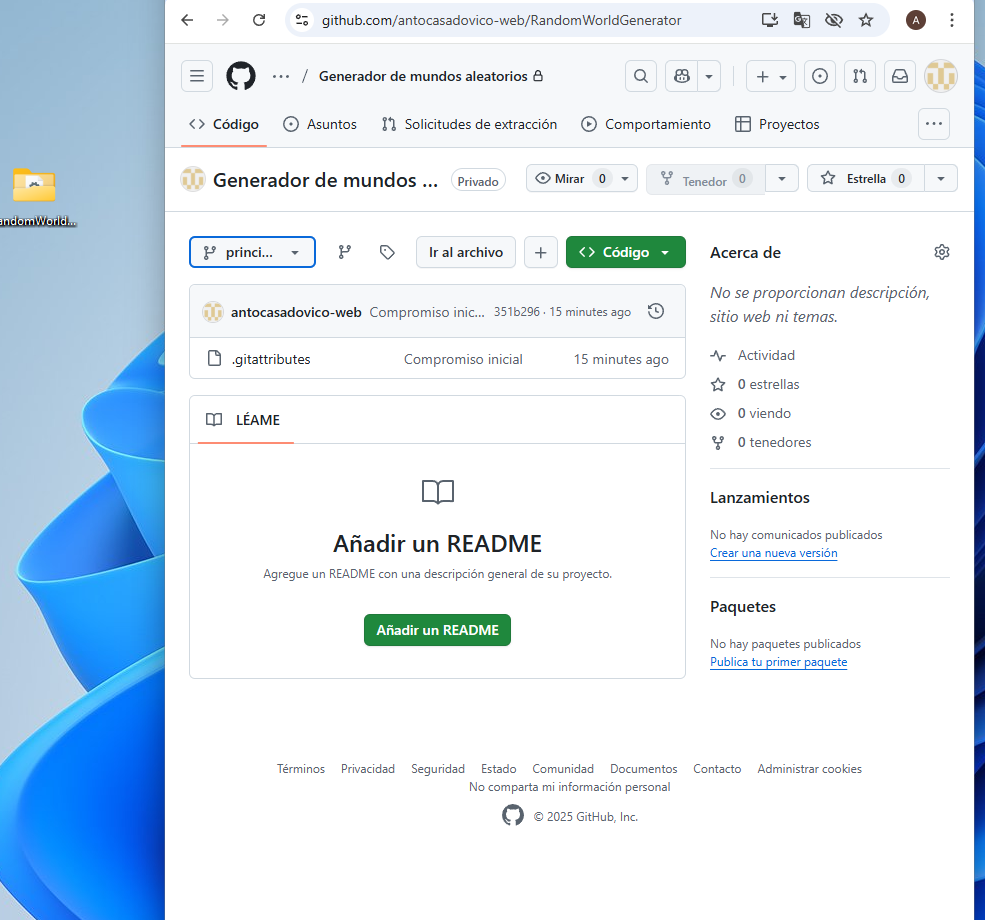 github.com/antocasadovico-web/RandomWorldGenerator
A
... / Generador de mundos aleatorios
Código Asuntos Solicitudes de extracción Comportamiento Proyectos
andomWorld...
Generador de mundos ... Privado Mirar 0 Tenedor 0 Estrella 0
princi... Ir al archivo + Código
Acerca de
No se proporcionan descripción,
sitio web ni temas.
antocasadovico-web Compromiso inic... 351b296 · 15 minutes ago
.gitattributes Compromiso inicial 15 minutes ago
Actividad
0 estrellas
0 viendo
0 tenedores
LÉAME
Añadir un README
Agregue un README con una descripción general de su proyecto.
Añadir un README
Lanzamientos
No hay comunicados publicados
Crear una nueva versión
Paquetes
No hay paquetes publicados
Publica tu primer paquete
Términos Privacidad Seguridad Estado Comunidad Documentos Contacto Administrar cookies
No comparta mi información personal
© 2025 GitHub, Inc.